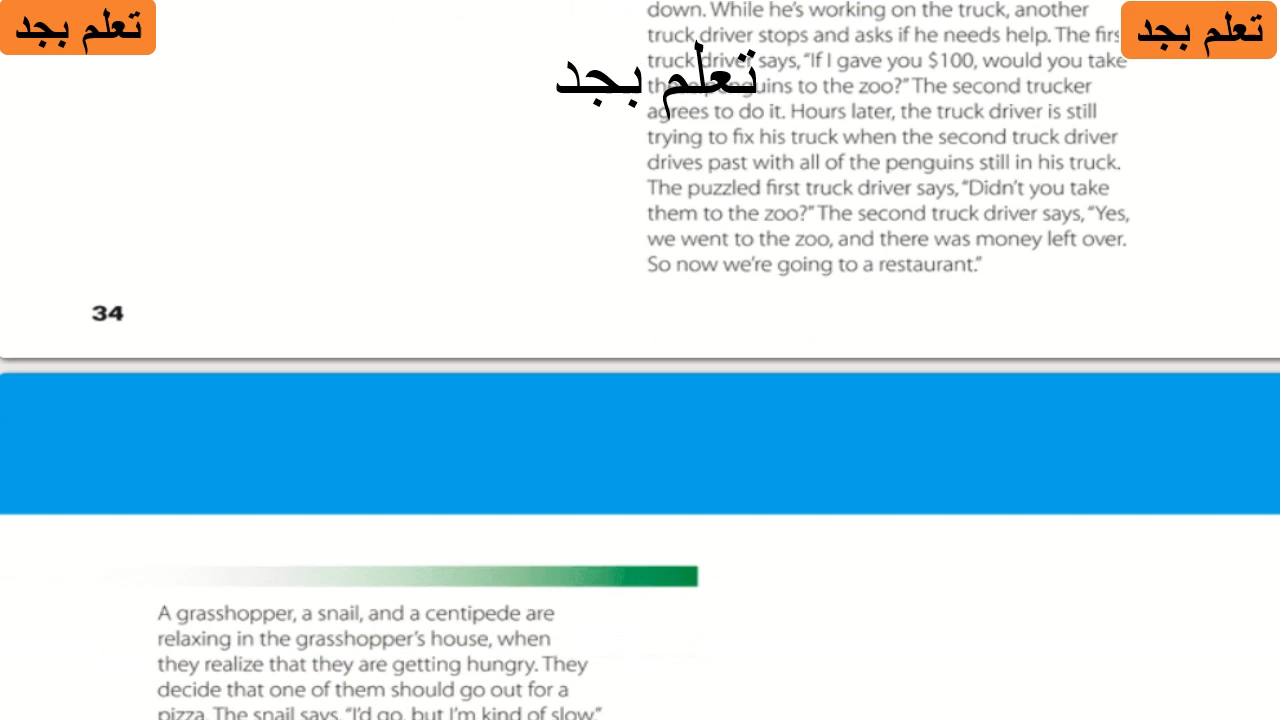 تعلم بجد
تعلم بجد
down. While he's working on the truck, another
truck driver stops and asks if he needs help. The
تعلم بجد
truck driver says, “If I gave you $100, would you take
to the zoo?” The second trucker
agrees to do it. Hours later, the truck driver is still
trying to fix his truck when the second truck driver
drives past with all of the penguins still in his truck.
The puzzled first truck driver says, “Didn't you take
them to the zoo?” The second truck driver says, “Yes,
we went to the zoo, and there was money left over.
So now we're going to a restaurant.”
34
A grasshopper, a snail, and a centipede are
relaxing in the grasshopper's house, when
they realize that they are getting hungry. They
decide that one of them should go out for a
pizza. The snail says, “I'd go, but I'm kind of slow.”